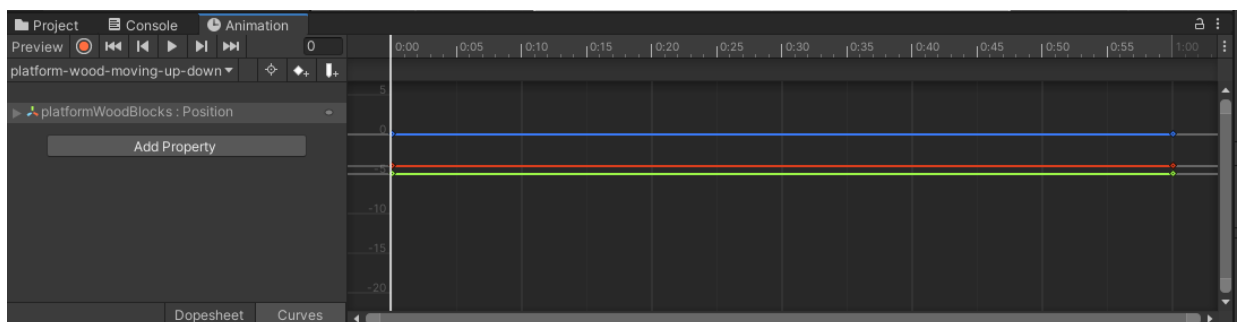 Project Console Animation
Preview 0 0:00 0:05 0:10 0:15 0:20 0:25 0:30 0:35 0:40 0:45 0:50 0:55 1:00
platform-wood-moving-up-down
5
platformWoodBlocks : Position
0
Add Property
-5
-10
-15
-20
Dopesheet Curves